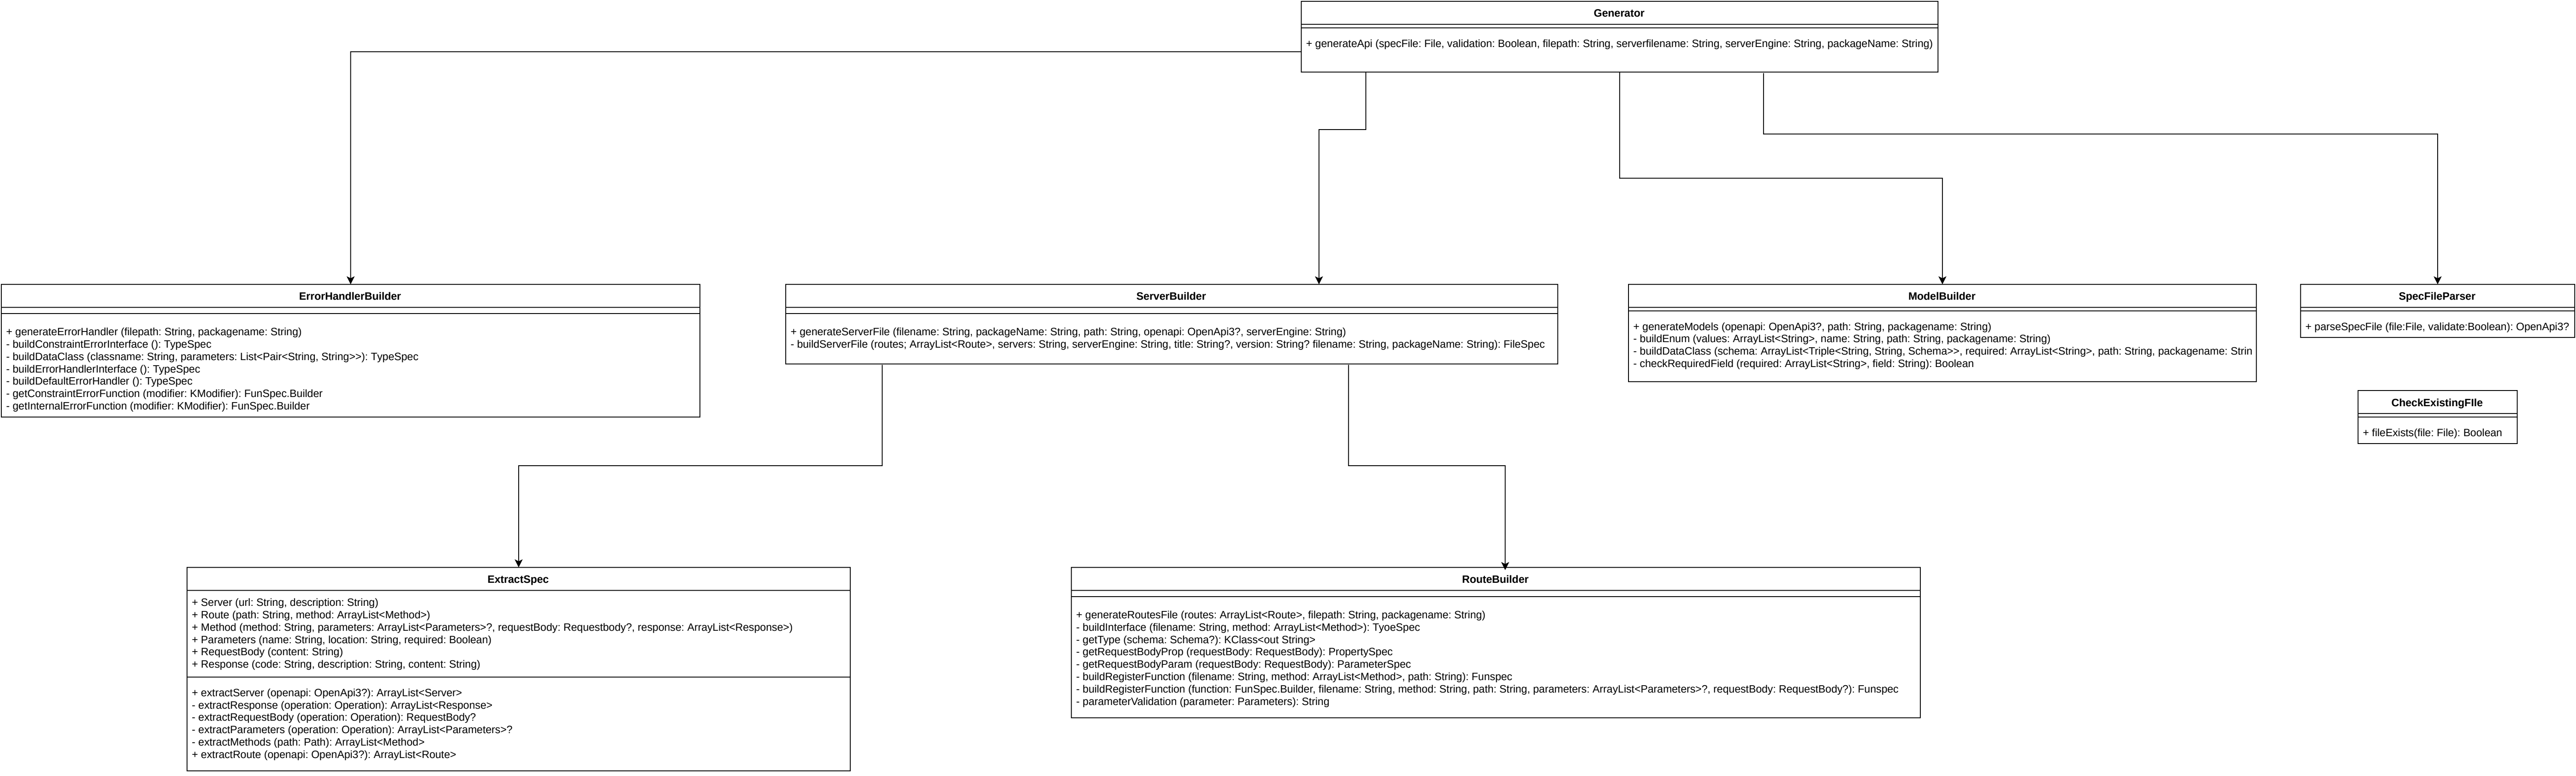 Generator
+ generateApi (specFile: File, validation: Boolean, filepath: String, serverfilename: String, serverEngine: String, packageName: String)
ErrorHandlerBuilder
+ generateErrorHandler (filepath: String, packagename: String)
- buildConstraintErrorInterface (): TypeSpec
- buildDataClass (classname: String, parameters: List<Pair<String, String>>): TypeSpec
- buildErrorHandlerInterface (): TypeSpec
- buildDefaultErrorHandler (): TypeSpec
- getConstraintErrorFunction (modifier: KModifier): FunSpec.Builder
- getInternalErrorFunction (modifier: KModifier): FunSpec.Builder
ServerBuilder
+ generateServerFile (filename: String, packageName: String, path: String, openapi: OpenApi3?, serverEngine: String)
- buildServerFile (routes; ArrayList<Route>, servers: String, serverEngine: String, title: String?, version: String? filename: String, packageName: String): FileSpec
ModelBuilder
+ generateModels (openapi: OpenApi3?, path: String, packagename: String)
- buildEnum (values: ArrayList<String>, name: String, path: String, packagename: String)
- buildDataClass (schema: ArrayList<Triple<String, String, Schema>>, required: ArrayList<String>, path: String, packagename: Strin
- checkRequiredField (required: ArrayList<String>, field: String): Boolean
SpecFileParser
+ parseSpecFile (file:File, validate:Boolean): OpenApi3?
CheckExistingFIle
+ fileExists(file: File): Boolean
ExtractSpec
+ Server (url: String, description: String)
+ Route (path: String, method: ArrayList<Method>)
+ Method (method: String, parameters: ArrayList<Parameters>?, requestBody: Requestbody?, response: ArrayList<Response>)
+ Parameters (name: String, location: String, required: Boolean)
+ RequestBody (content: String)
+ Response (code: String, description: String, content: String)
+ extractServer (openapi: OpenApi3?): ArrayList<Server>
- extractResponse (operation: Operation): ArrayList<Response>
- extractRequestBody (operation: Operation): RequestBody?
- extractParameters (operation: Operation): ArrayList<Parameters>?
- extractMethods (path: Path): ArrayList<Method>
+ extractRoute (openapi: OpenApi3?): ArrayList<Route>
RouteBuilder
+ generateRoutesFile (routes: ArrayList<Route>, filepath: String, packagename: String)
- buildInterface (filename: String, method: ArrayList<Method>): TyoeSpec
- getType (schema: Schema?): KClass<out String>
- getRequestBodyProp (requestBody: RequestBody): PropertySpec
- getRequestBodyParam (requestBody: RequestBody): ParameterSpec
- buildRegisterFunction (filename: String, method: ArrayList<Method>, path: String): Funspec
- buildRegisterFunction (function: FunSpec.Builder, filename: String, method: String, path: String, parameters: ArrayList<Parameters>?, requestBody: RequestBody?): Funspec
- parameterValidation (parameter: Parameters): String